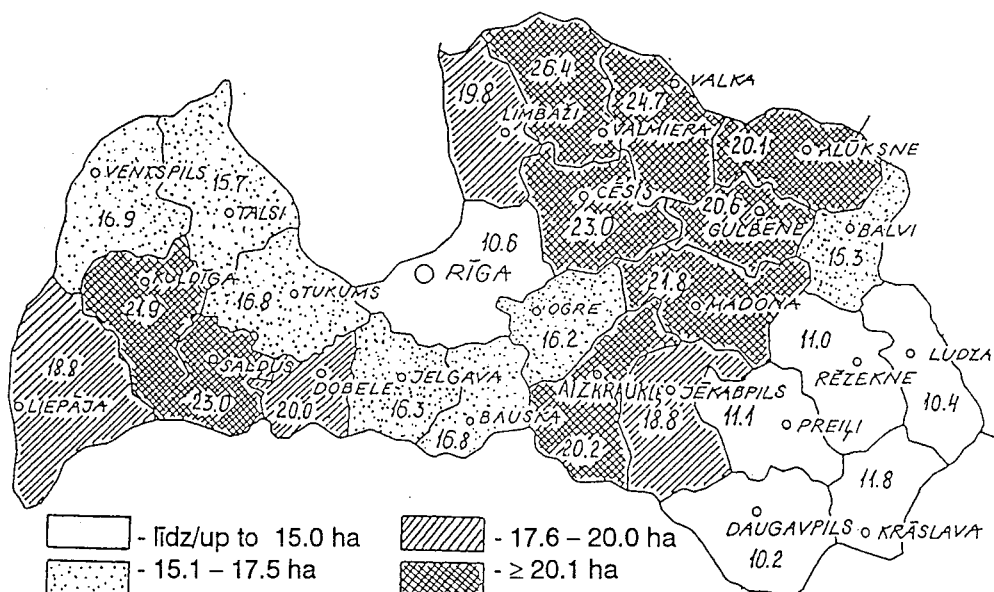 26.4
VALKA
19.8
24.7
LIMBAŽI
VALMIERA
20.1
ALŪKSNE
VENTSPILS
15.7
CĒSIS
20.6
16.9
TALSI
23.0
GULBENE
BALVI
10.6
15.3
RĪGA
KULDĪGA
21.8
21.9
16.8
TUKUMS
MADONA
OGRE
16.2
11.0
LUDZA
18.8
SALDUS
RĒZEKNE
DOBELE
JELGAVA
AIZKRAUKLE
JĒKABPILS
LIEPĀJA
23.0
20.0
16.3
18.8
11.1
10.4
BAUSKA
PREIĻI
16.8
20.2
11.8
- līdz/up to 15.0 ha
- 17.6 – 20.0 ha
DAUGAVPILS
KRĀSLAVA
10.2
- 15.1 – 17.5 ha
- ≥ 20.1 ha